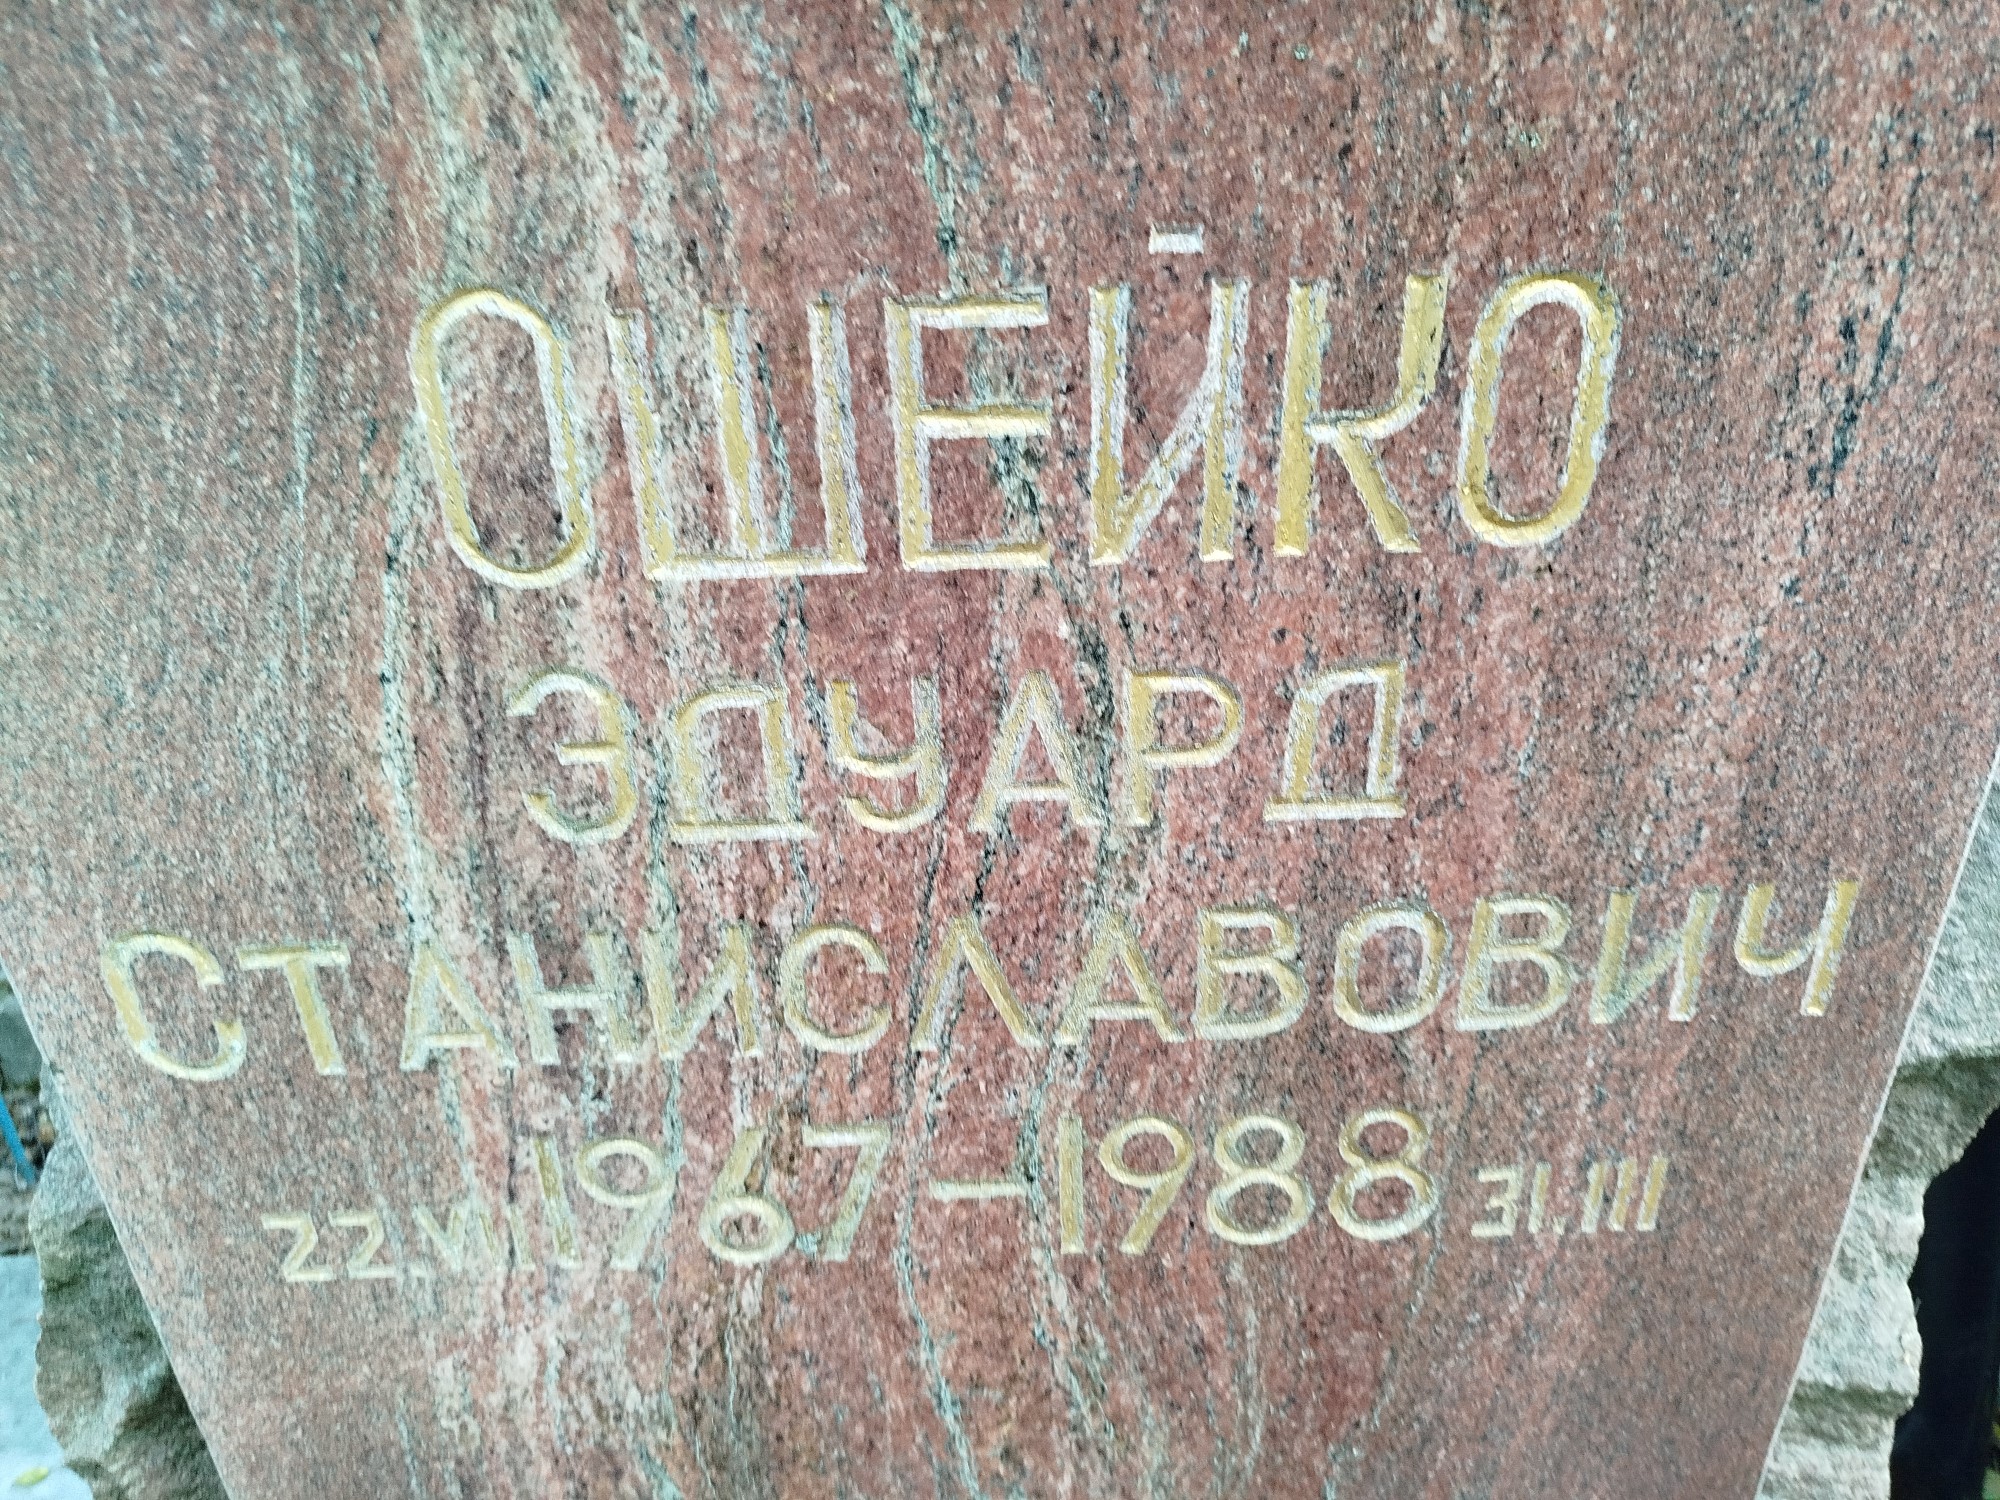 ОШЕЙКО
ЭДУАРД
СТАНИСЛАВОВИЧ
22.VII 1967 – 1988 31.III